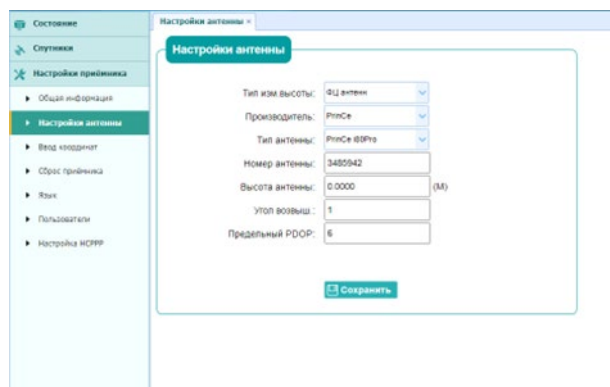 Состояние
Спутники
Настройки приёмника
Общая информация
Настройки антенны
Ввод координат
Сброс приёмника
Язык
Пользователи
Настройка HCPPP
Настройки антенны ×
Настройки антенны
Тип изм.высоты: ФЦ антенн
Производитель: PrinCe
Тип антенны: PrinCe i80Pro
Номер антенны: 3485942
Высота антенны: 0.0000 (М)
Угол возвыш.: 1
Предельный PDOP: 6
Сохранить